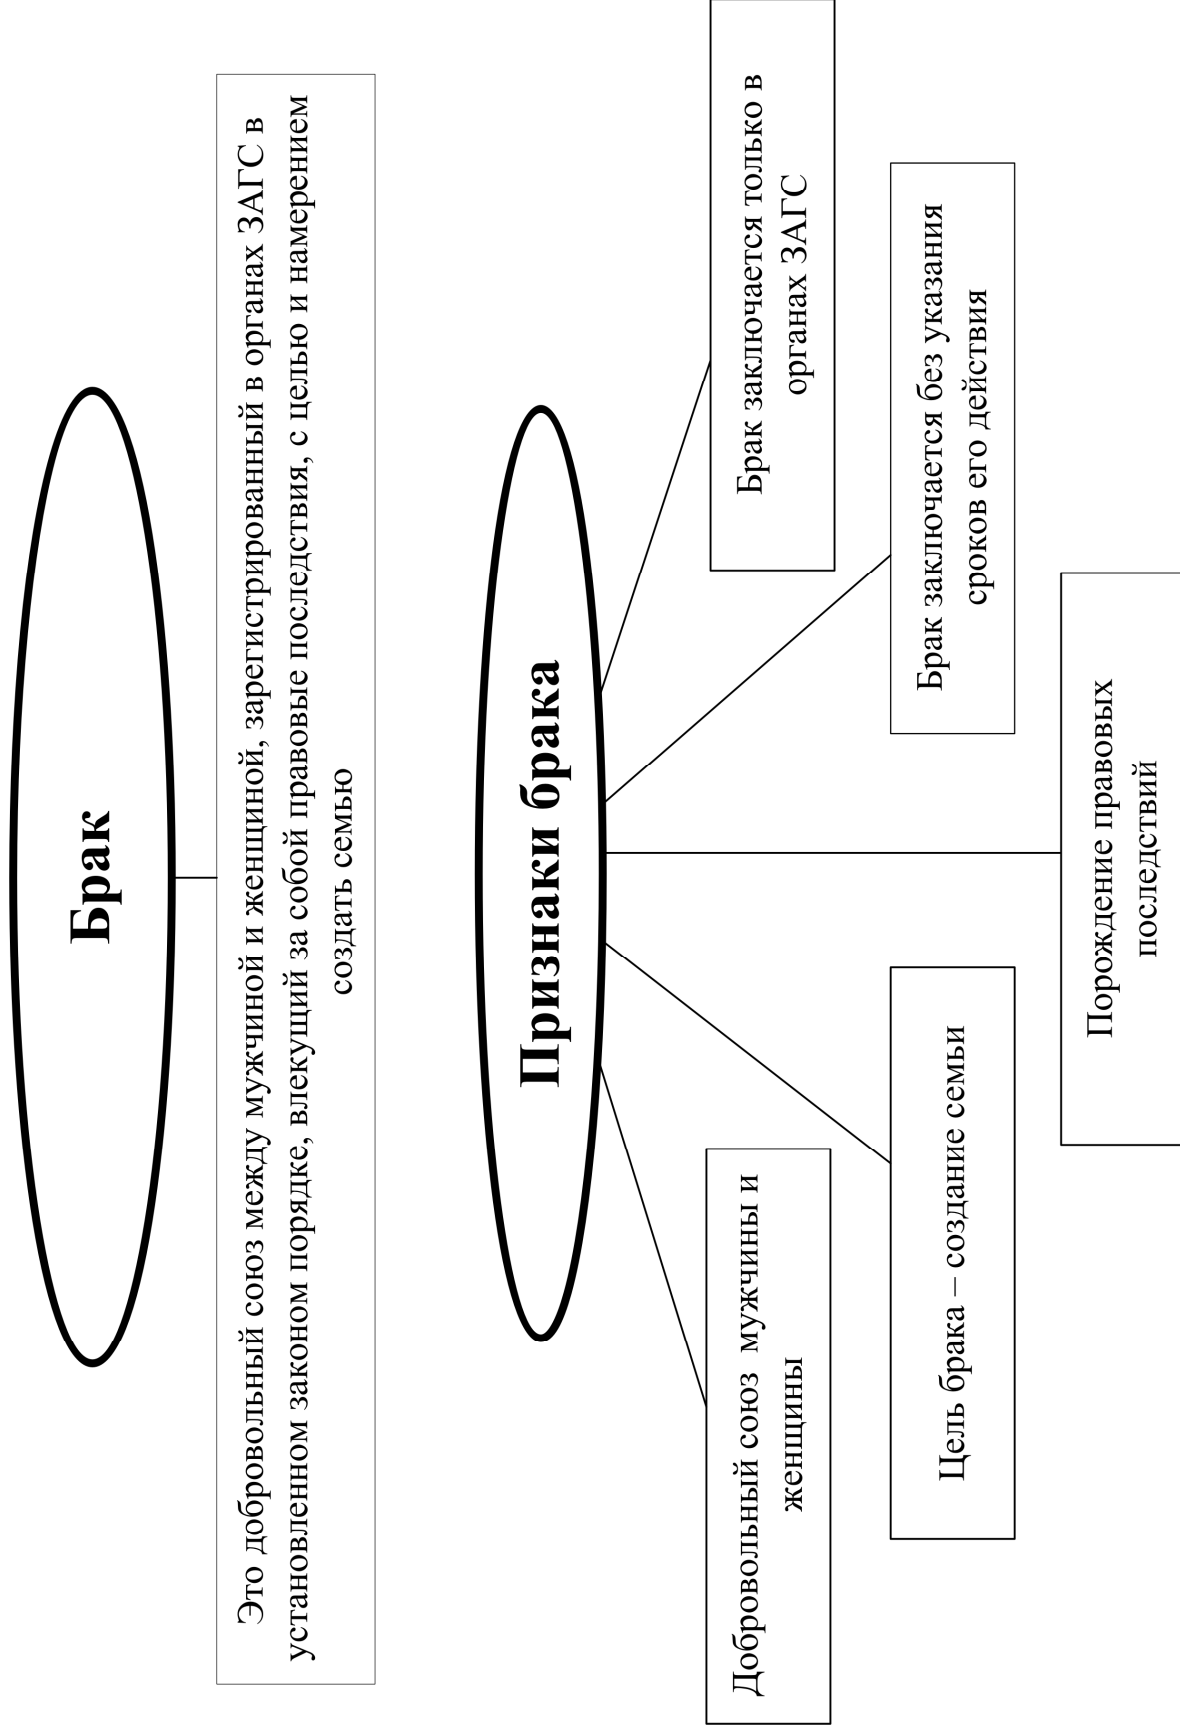 Брак
Это добровольный союз между мужчиной и женщиной, зарегистрированный в органах ЗАГС в
установленном законом порядке, влекущий за собой правовые последствия, с целью и намерением
создать семью
Признаки брака
Добровольный союз мужчины и
женщины
Брак заключается только в
органах ЗАГС
Цель брака – создание семьи
Брак заключается без указания
сроков его действия
Порождение правовых
последствий